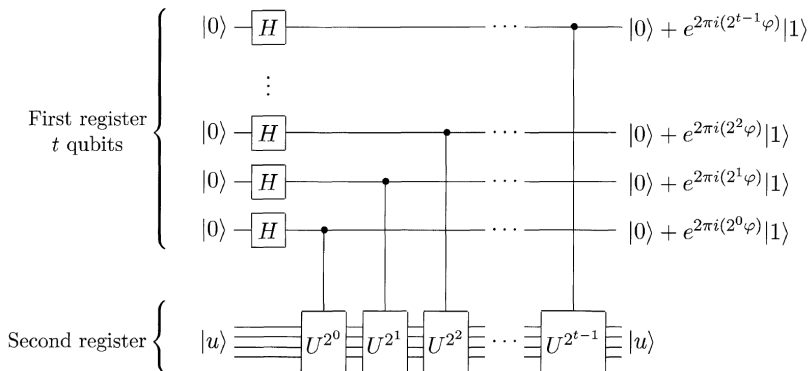 |0⟩ H ··· |0⟩ + e^{2πi(2^{t−1}φ)}|1⟩
⋮
First register
t qubits
|0⟩ H ··· |0⟩ + e^{2πi(2^2φ)}|1⟩
|0⟩ H ··· |0⟩ + e^{2πi(2^1φ)}|1⟩
|0⟩ H ··· |0⟩ + e^{2πi(2^0φ)}|1⟩
Second register |u⟩ U^{2^0} U^{2^1} U^{2^2} ··· U^{2^{t−1}} |u⟩